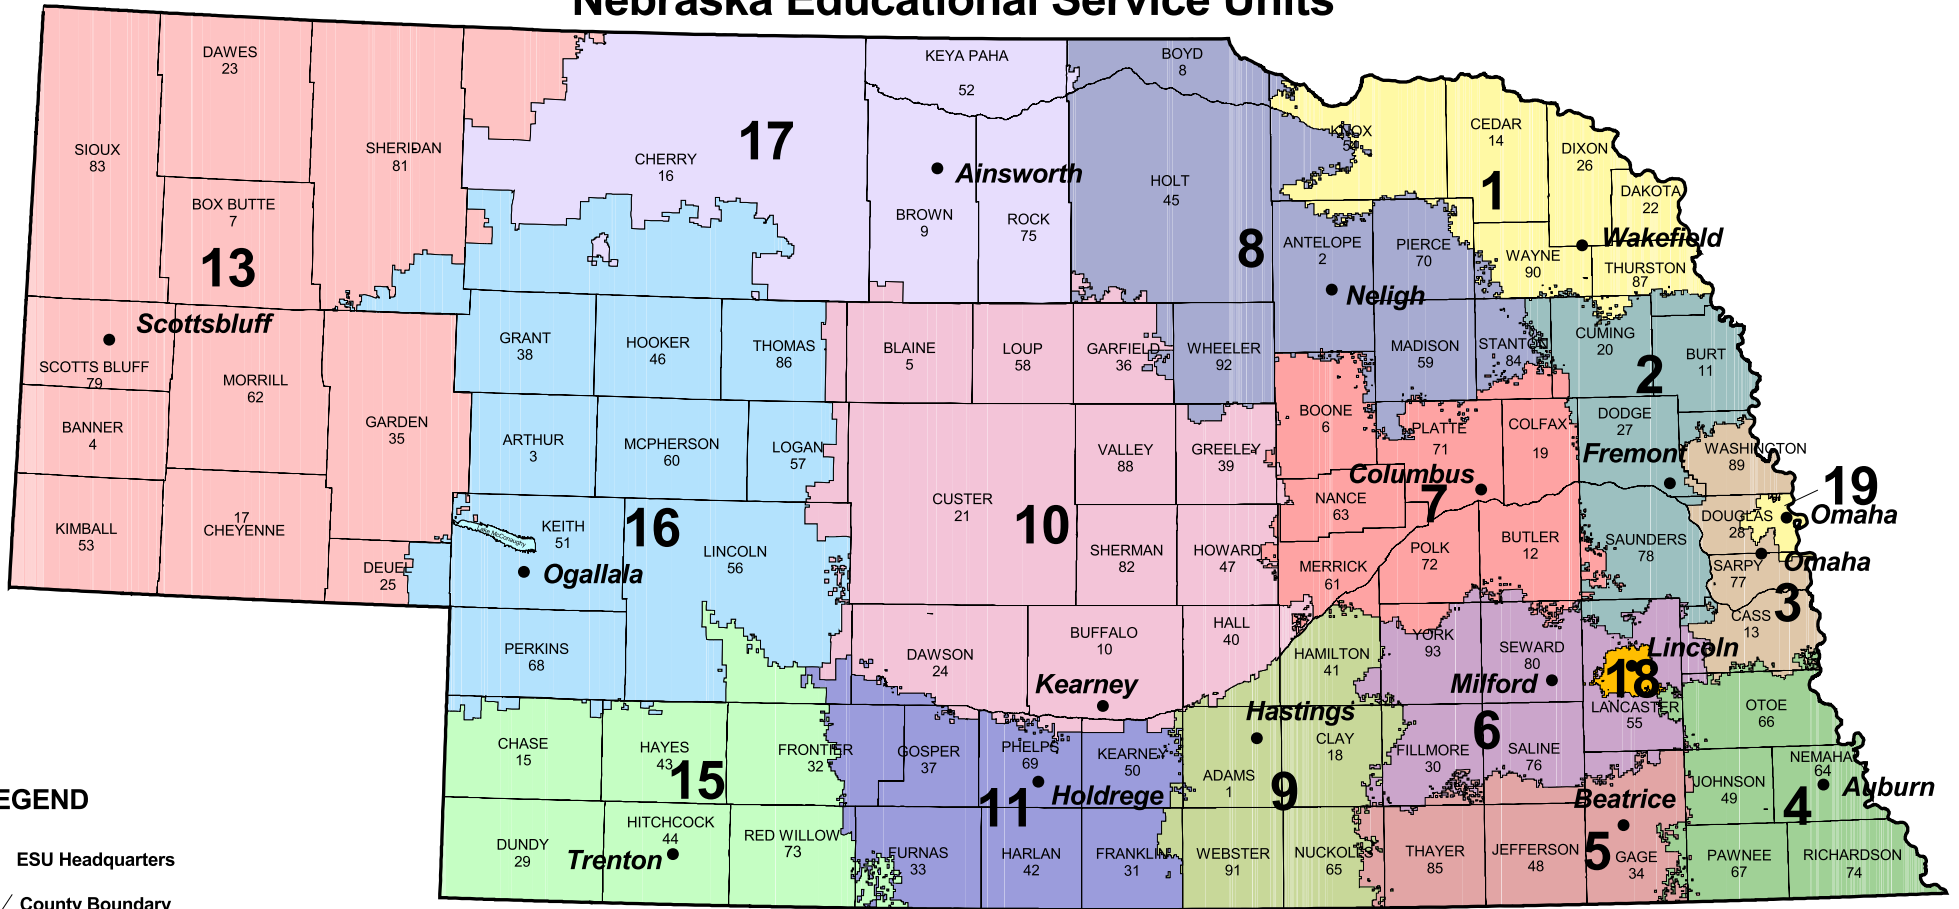 Nebraska Educational Service Units
DAWES
23
KEYA PAHA
52
BOYD
8
SIOUX
83
SHERIDAN
81
CHERRY
16
17
Ainsworth
BROWN
9
ROCK
75
HOLT
45
KNOX
54
CEDAR
14
DIXON
26
DAKOTA
22
1
Wakefield
WAYNE
90
THURSTON
87
BOX BUTTE
7
13
8
ANTELOPE
2
PIERCE
70
Neligh
Scottsbluff
SCOTTS BLUFF
79
MORRILL
62
GARDEN
35
BANNER
4
KIMBALL
53
17
CHEYENNE
DEUEL
25
GRANT
38
HOOKER
46
THOMAS
86
BLAINE
5
LOUP
58
GARFIELD
36
WHEELER
92
MADISON
59
STANTON
84
CUMING
20
2
BURT
11
ARTHUR
3
MCPHERSON
60
LOGAN
57
CUSTER
21
VALLEY
88
GREELEY
39
BOONE
6
PLATTE
71
COLFAX
19
DODGE
27
Fremont
WASHINGTON
89
Columbus
7
NANCE
63
19
Omaha
DOUGLAS
28
Omaha
SARPY
77
3
CASS
13
Lake McConaughy
KEITH
51
16
LINCOLN
56
Ogallala
10
SHERMAN
82
HOWARD
47
MERRICK
61
POLK
72
BUTLER
12
SAUNDERS
78
PERKINS
68
DAWSON
24
BUFFALO
10
HALL
40
Kearney
HAMILTON
41
YORK
93
SEWARD
80
Milford
Lincoln
18
LANCASTER
55
Hastings
OTOE
66
CHASE
15
HAYES
43
15
FRONTIER
32
GOSPER
37
PHELPS
69
KEARNEY
50
11
Holdrege
ADAMS
1
CLAY
18
9
FILLMORE
30
6
SALINE
76
JOHNSON
49
NEMAHA
64
Auburn
4
Beatrice
5
GAGE
34
DUNDY
29
HITCHCOCK
44
Trenton
RED WILLOW
73
FURNAS
33
HARLAN
42
FRANKLIN
31
WEBSTER
91
NUCKOLLS
65
THAYER
85
JEFFERSON
48
PAWNEE
67
RICHARDSON
74
EGEND
ESU Headquarters
County Boundary